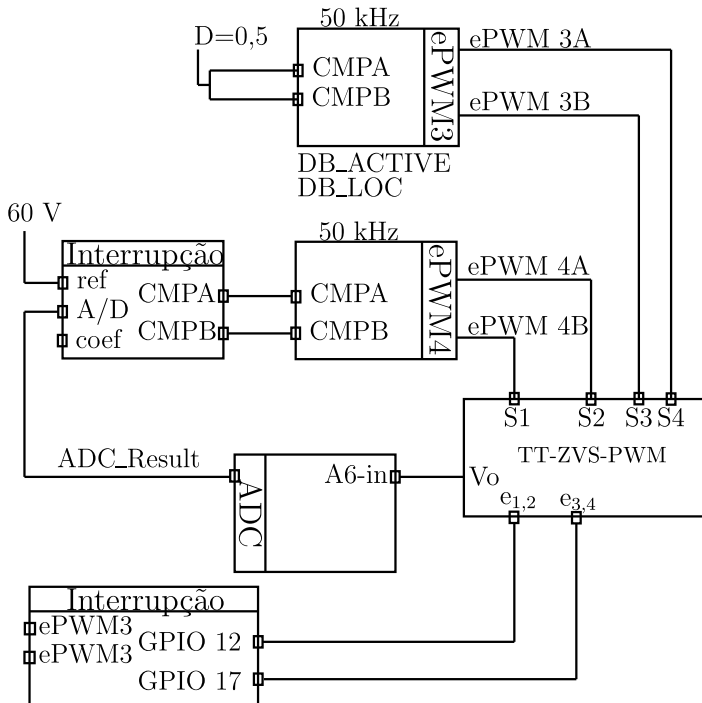 50 kHz
D=0,5
CMPA
CMPB
ePWM3
ePWM 3A
ePWM 3B
DB_ACTIVE
DB_LOC
60 V
Interrupção
ref
A/D
coef
CMPA
CMPB
50 kHz
CMPA
CMPB
ePWM4
ePWM 4A
ePWM 4B
S1 S2 S3 S4
TT-ZVS-PWM
Vo
e1,2 e3,4
ADC_Result
ADC
A6-in
Interrupção
ePWM3
ePWM3
GPIO 12
GPIO 17